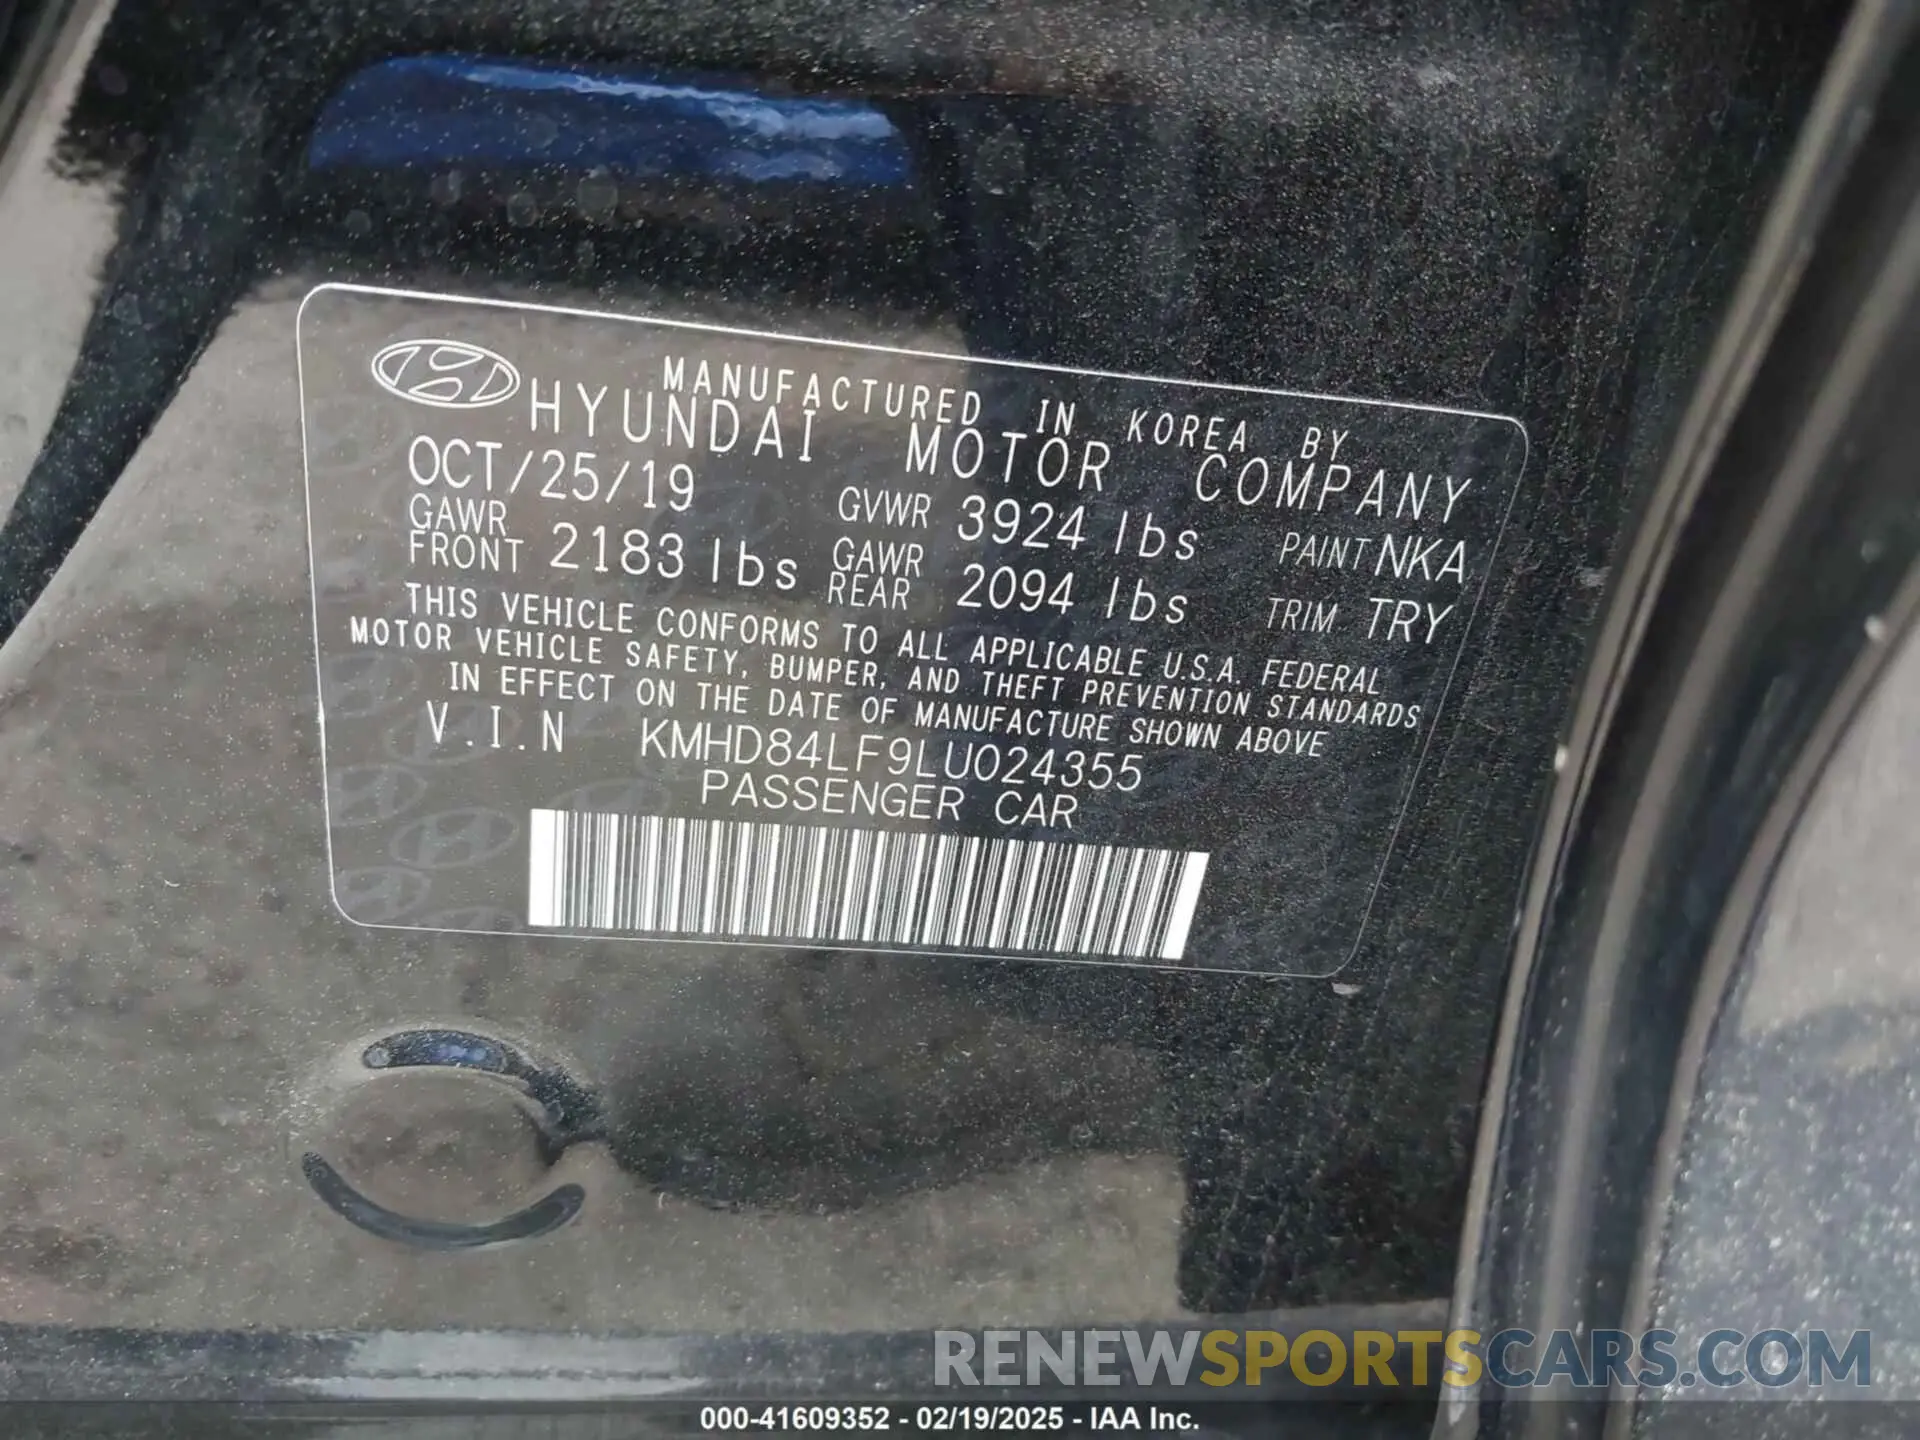 MANUFACTURED IN KOREA BY
HYUNDAI MOTOR COMPANY
OCT/25/19 GVWR 3924 lbs PAINT NKA
GAWR FRONT 2183 lbs GAWR REAR 2094 lbs TRIM TRY
THIS VEHICLE CONFORMS TO ALL APPLICABLE U.S.A. FEDERAL
MOTOR VEHICLE SAFETY, BUMPER, AND THEFT PREVENTION STANDARDS
IN EFFECT ON THE DATE OF MANUFACTURE SHOWN ABOVE
V.I.N KMHD84LF9LU024355
PASSENGER CAR
RENEWSPORTSCARS.COM
000-41609352 - 02/19/2025 - IAA Inc.